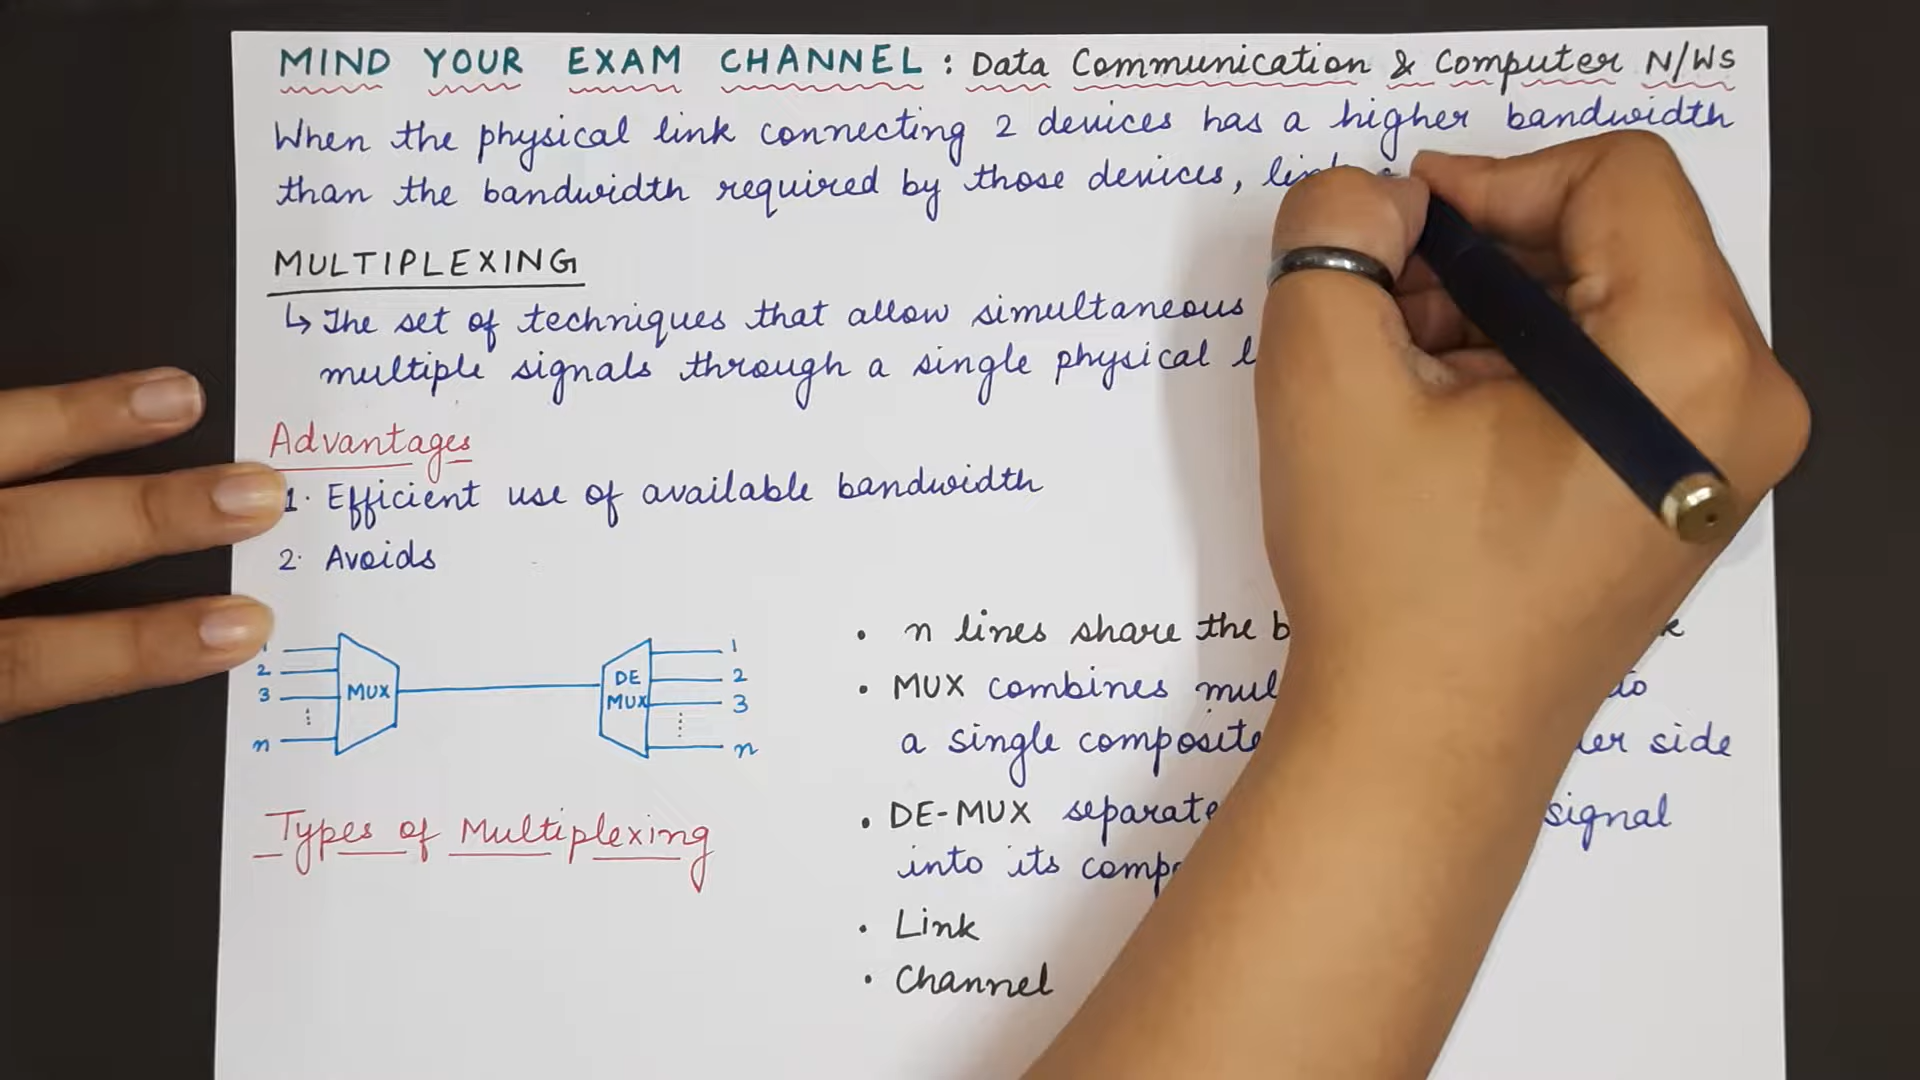 MIND YOUR EXAM CHANNEL : Data Communication & Computer N/Ws
When the physical link connecting 2 devices has a higher bandwidth
than the bandwidth required by those devices,
MULTIPLEXING
↳ The set of techniques that allow simultaneous
multiple signals through a single physical
Advantages
1. Efficient use of available bandwidth
2. Avoids
1
2
3
n
MUX
DE
MUX
1
2
3
n
• n lines share the
• MUX combines
a single composite side
• DE-MUX signal
into its
• Link
• Channel
Types of Multiplexing